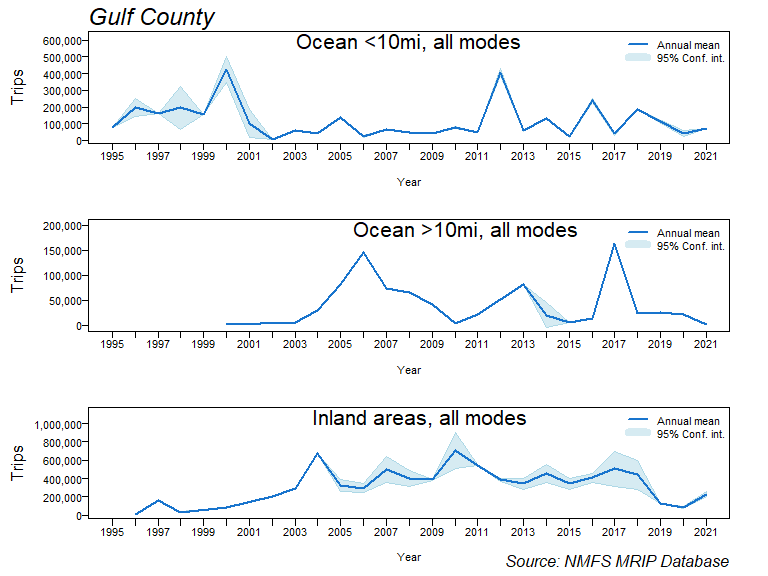 Gulf County
Ocean <10mi, all modes
Annual mean
95% Conf. int.
Trips
600,000
500,000
400,000
300,000
200,000
100,000
0
1995 1997 1999 2001 2003 2005 2007 2009 2011 2013 2015 2017 2019 2021
Year
Ocean >10mi, all modes
Annual mean
95% Conf. int.
Trips
200,000
150,000
100,000
50,000
0
1995 1997 1999 2001 2003 2005 2007 2009 2011 2013 2015 2017 2019 2021
Year
Inland areas, all modes
Annual mean
95% Conf. int.
Trips
1,000,000
800,000
600,000
400,000
200,000
0
1995 1997 1999 2001 2003 2005 2007 2009 2011 2013 2015 2017 2019 2021
Year
Source: NMFS MRIP Database